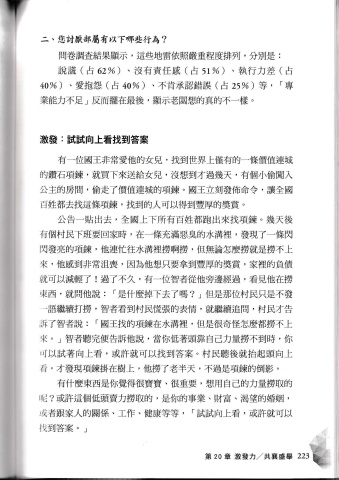 二、您討厭部屬有以下哪些行為？
問卷調查結果顯示，這些地雷依照嚴重程度排列，分別是：
說謊（占 62％）、沒有責任感（占 51％）、執行力差（占
40％）、愛抱怨（占 40％）、不肯承認錯誤（占 25％）等，「專
業能力不足」反而擺在最後，顯示老闆想的真的不一樣。
激發：試試向上看找到答案
有一位國王非常愛他的女兒，找到世界上僅有的一條價值連城
的鑽石項鍊，就買下來送給女兒，沒想到才過幾天，有個小偷闖入
公主的房間，偷走了價值連城的項鍊。國王立刻發佈命令，讓全國
百姓都去找這條項鍊，找到的人可以得到豐厚的獎賞。
公告一貼出去，全國上下所有百姓都跑出來找項鍊。幾天後
有個村民下班要回家時，在一條充滿惡臭的水溝裡，發現了一條閃
閃發亮的項鍊，他連忙往水溝裡撈啊撈，但無論怎麼撈就是撈不上
來，他感到非常沮喪，因為他想只要拿到豐厚的獎賞，家裡的負債
就可以減輕了！過了不久，有一位智者從他旁邊經過，看見他在撈
東西，就問他說：「是什麼掉下去了嗎？」但是那位村民只是不發
一語繼續打撈。智者看到村民慌張的表情，就繼續追問，村民才告
訴了智者說：「國王找的項鍊在水溝裡，但是很奇怪怎麼都撈不上
來。」智者聽完便告訴他說，當你低著頭靠自己力量撈不到時，你
可以試著向上看，或許就可以找到答案。村民聽後就抬起頭向上
看，才發現項鍊掛在樹上，他撈了老半天，不過是項鍊的倒影。
有什麼東西是你覺得很寶寶、很重要，想用自己的力量撈取的
呢？或許這個低頭賣力撈取的，是你的事業、財富、渴望的婚姻，
或者跟家人的關係、工作、健康等等，「試試向上看，或許就可以
找到答案。」
第 20 章 激發力／共襄盛舉 223